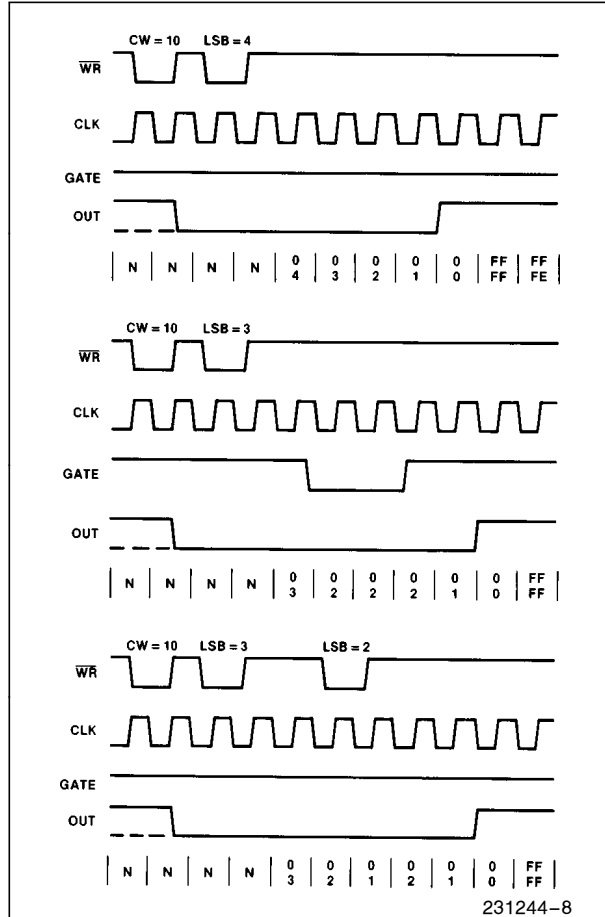 CW = 10 LSB = 4
WR
CLK
GATE
OUT
N N N N 0 0 0 0 0 FF FF
4 3 2 1 0 FF FE
CW = 10 LSB = 3
WR
CLK
GATE
OUT
N N N N 0 0 0 0 0 0 FF
3 2 2 2 1 0 FF
CW = 10 LSB = 3 LSB = 2
WR
CLK
GATE
OUT
N N N N 0 0 0 0 0 0 FF
3 2 1 2 1 0 FF
231244–8